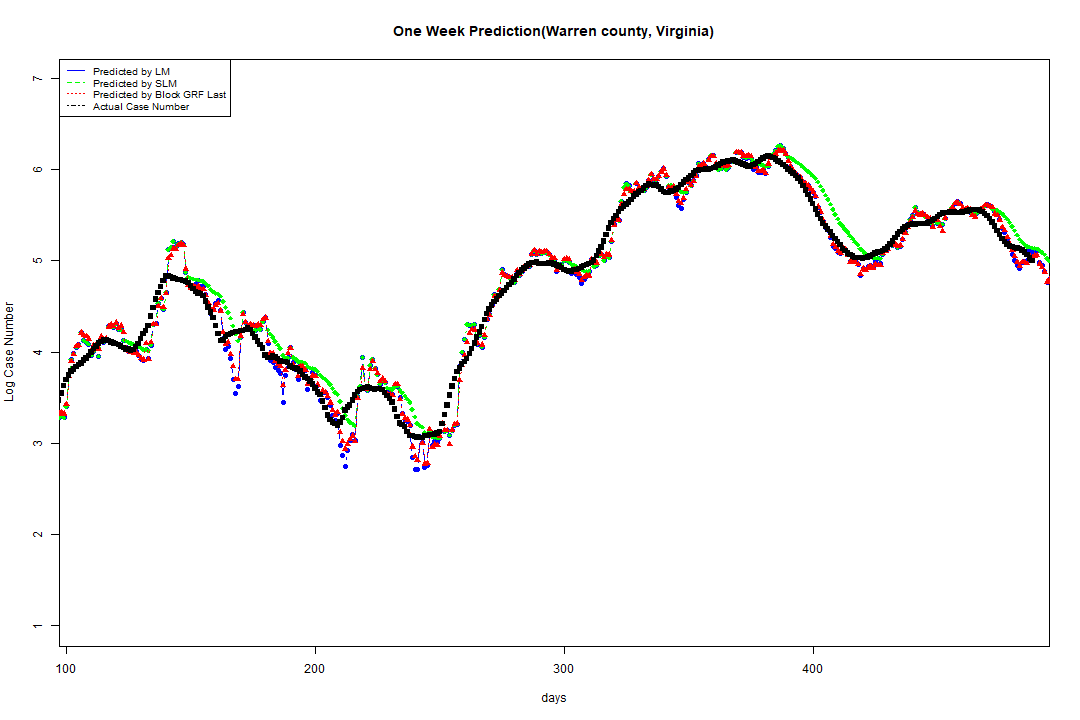 One Week Prediction(Warren county, Virginia)
Predicted by LM
Predicted by SLM
Predicted by Block GRF Last
Actual Case Number
7
6
5
4
3
2
1
Log Case Number
100 200 300 400
days